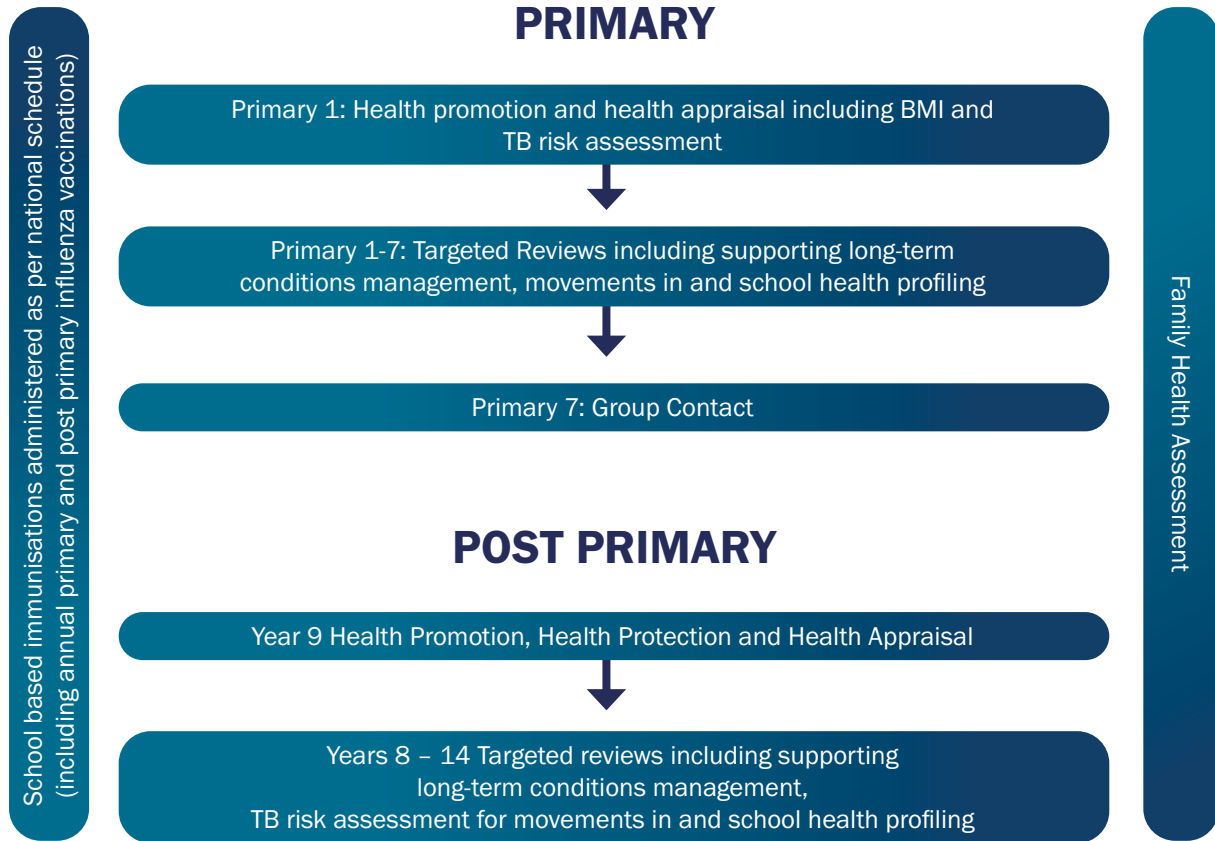 School based immunisations administered as per national schedule
(including annual primary and post primary influenza vaccinations)
PRIMARY
Primary 1: Health promotion and health appraisal including BMI and
TB risk assessment
Primary 1-7: Targeted Reviews including supporting long-term
conditions management, movements in and school health profiling
Primary 7: Group Contact
POST PRIMARY
Year 9 Health Promotion, Health Protection and Health Appraisal
Years 8 – 14 Targeted reviews including supporting
long-term conditions management,
TB risk assessment for movements in and school health profiling
Family Health Assessment